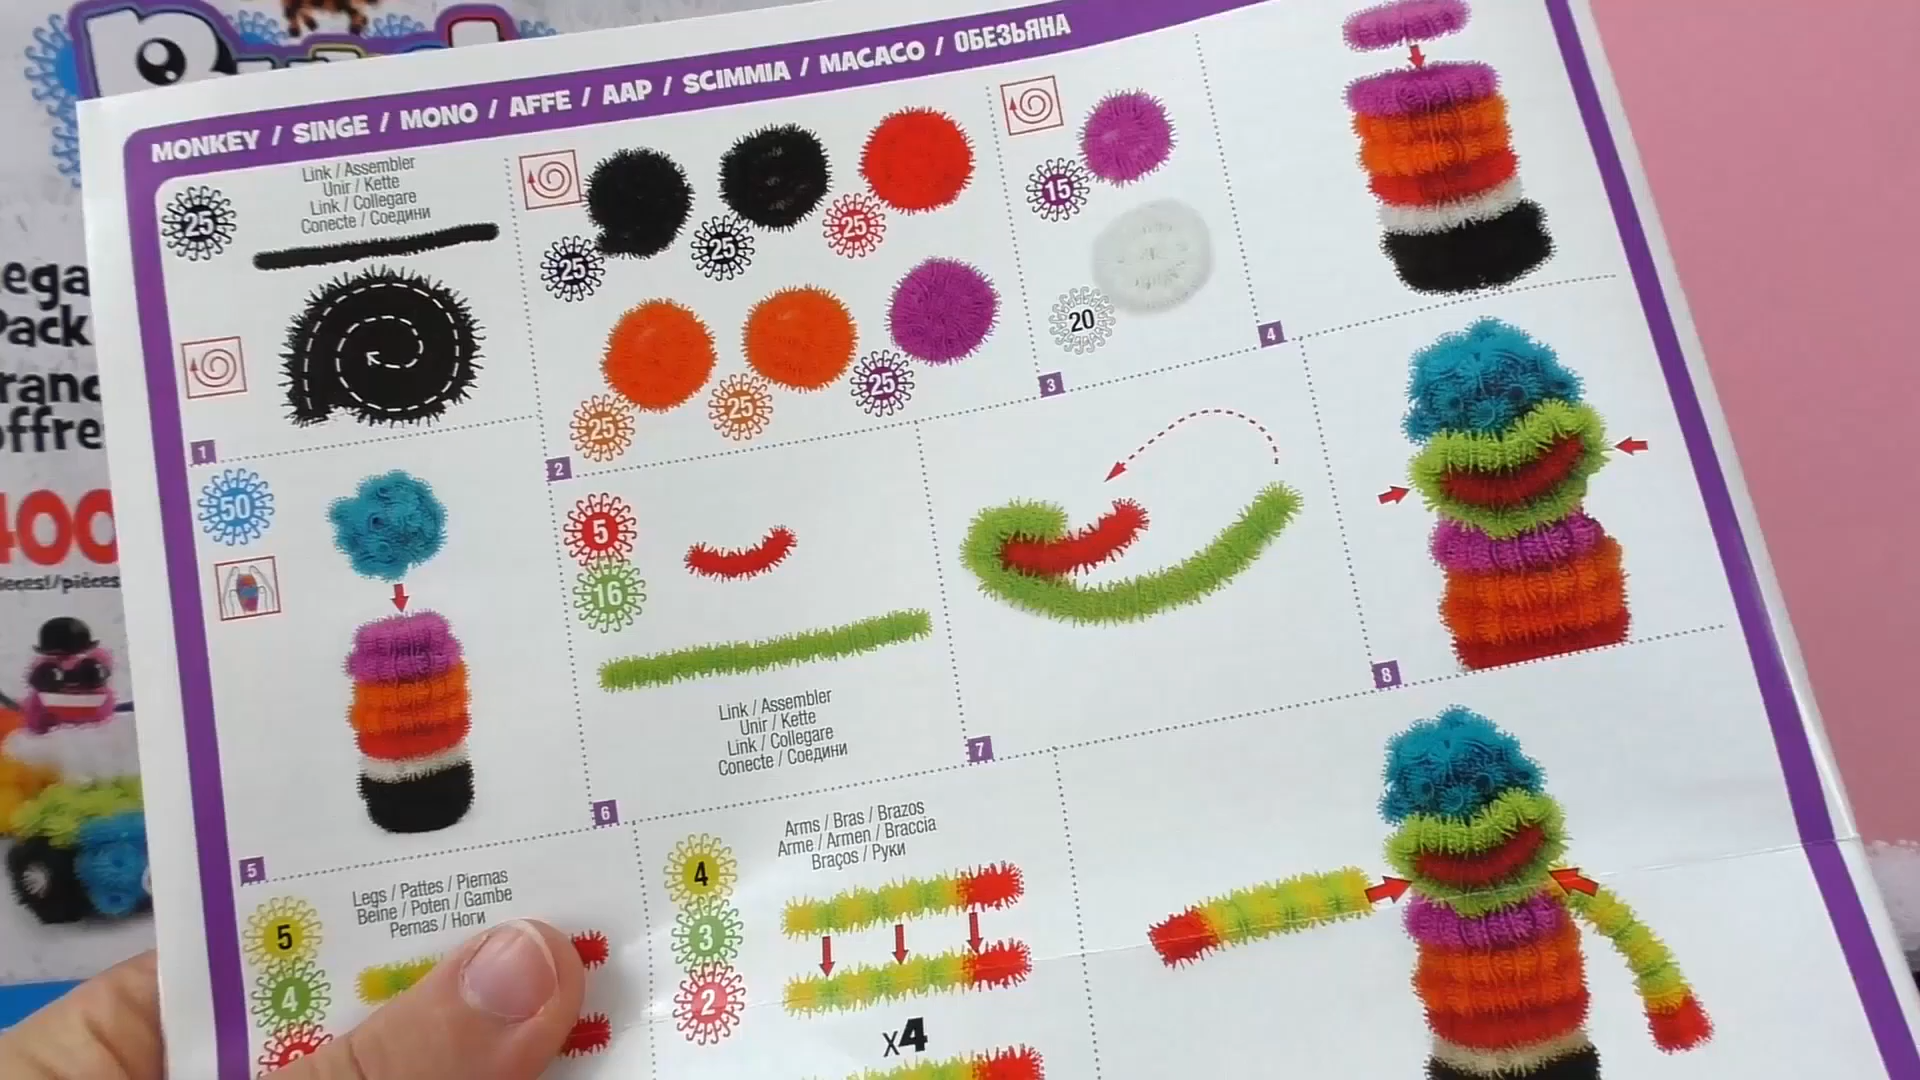 MONKEY / SINGE / MONO / AFFE / AAP / SCIMMIA / MACACO / ОБЕЗЬЯНА
25
Link / Assembler
Unir / Kette
Link / Collegare
Conecte / Соедини
1
25
25
25
25
25
25
2
15
20
3
4
50
5
5
16
Link / Assembler
Unir / Kette
Link / Collegare
Conecte / Соедини
6
7
8
5
4
Legs / Pattes / Piernas
Beine / Poten / Gambe
Pernas / Ноги
4
3
2
Arms / Bras / Brazos
Arme / Armen / Braccia
Braços / Руки
x4
Pack
400